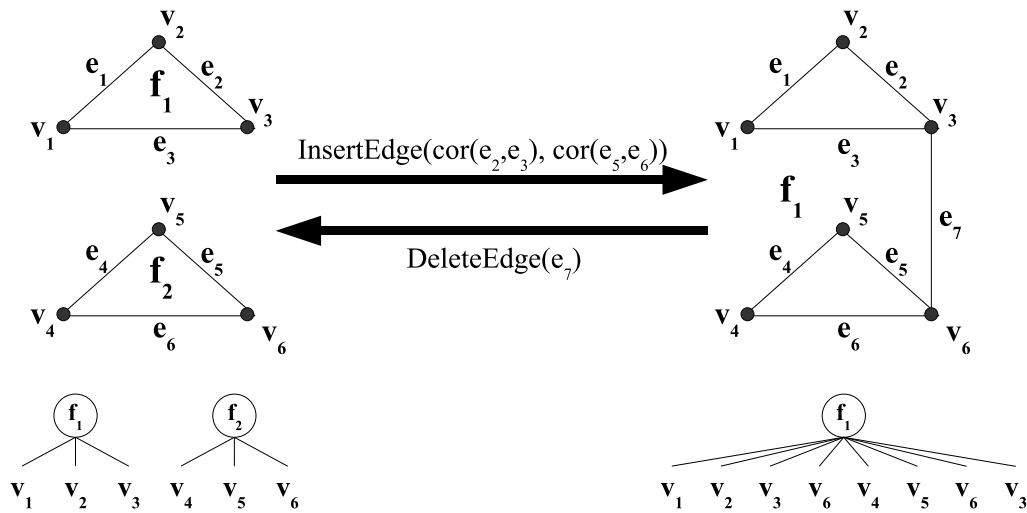 v₂
e₁
f₁
e₂
v₁
v₃
e₃
v₅
e₄
f₂
e₅
v₄
e₆
v₆
InsertEdge(cor(e₂,e₃), cor(e₅,e₆))
DeleteEdge(e₇)
v₂
e₁
e₂
v₁
v₃
e₃
f₁
v₅
e₇
e₄
e₅
v₄
e₆
v₆
f₁ f₂
v₁ v₂ v₃ v₄ v₅ v₆
f₁
v₁ v₂ v₃ v₆ v₄ v₅ v₆ v₃